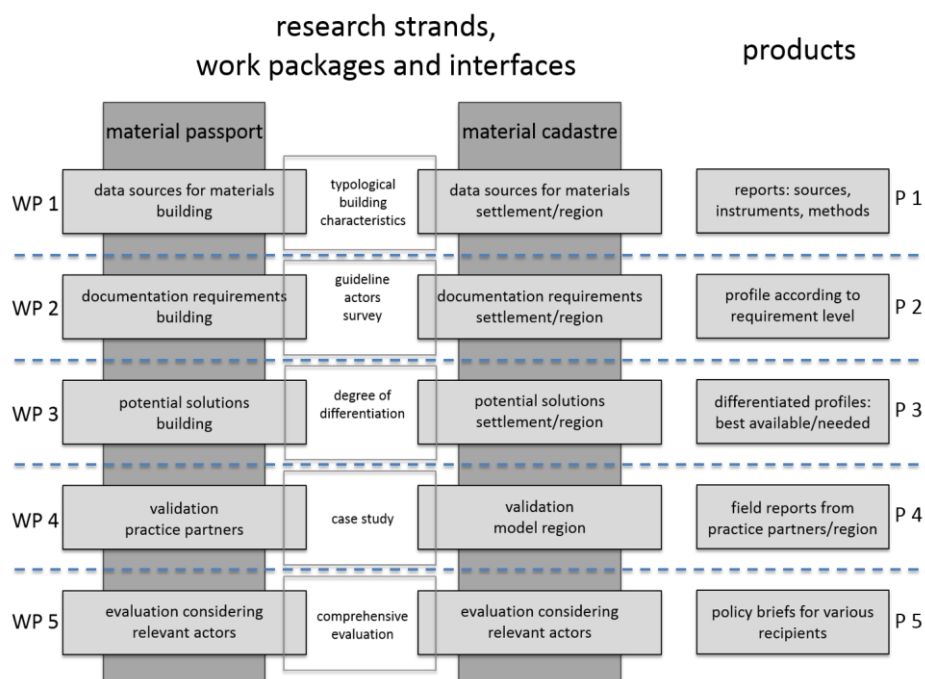 research strands,
work packages and interfaces
products
material passport
material cadastre
WP 1
data sources for materials
building
typological
building
characteristics
data sources for materials
settlement/region
reports: sources,
instruments, methods
P 1
WP 2
documentation requirements
building
guideline
actors
survey
documentation requirements
settlement/region
profile according to
requirement level
P 2
WP 3
potential solutions
building
degree of
differentiation
potential solutions
settlement/region
differentiated profiles:
best available/needed
P 3
WP 4
validation
practice partners
case study
validation
model region
field reports from
practice partners/region
P 4
WP 5
evaluation considering
relevant actors
comprehensive
evaluation
evaluation considering
relevant actors
policy briefs for various
recipients
P 5